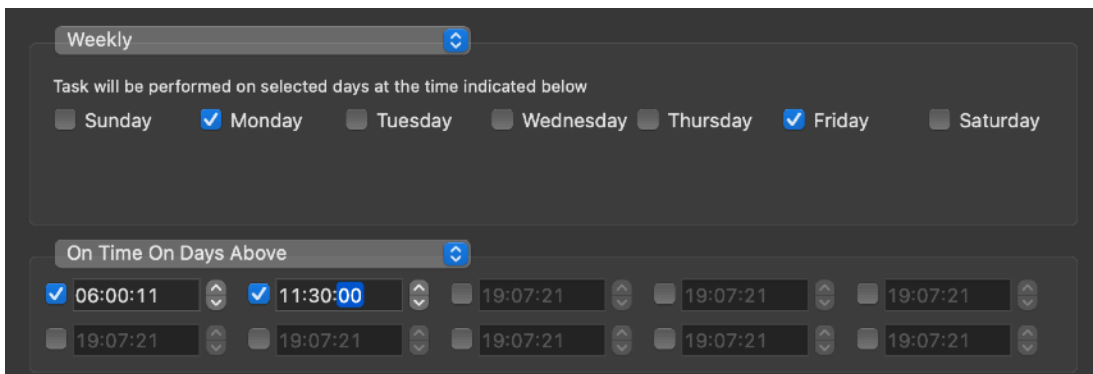 Weekly
Task will be performed on selected days at the time indicated below
Sunday Monday Tuesday Wednesday Thursday Friday Saturday
On Time On Days Above
06:00:11 11:30:00 19:07:21 19:07:21 19:07:21
19:07:21 19:07:21 19:07:21 19:07:21 19:07:21